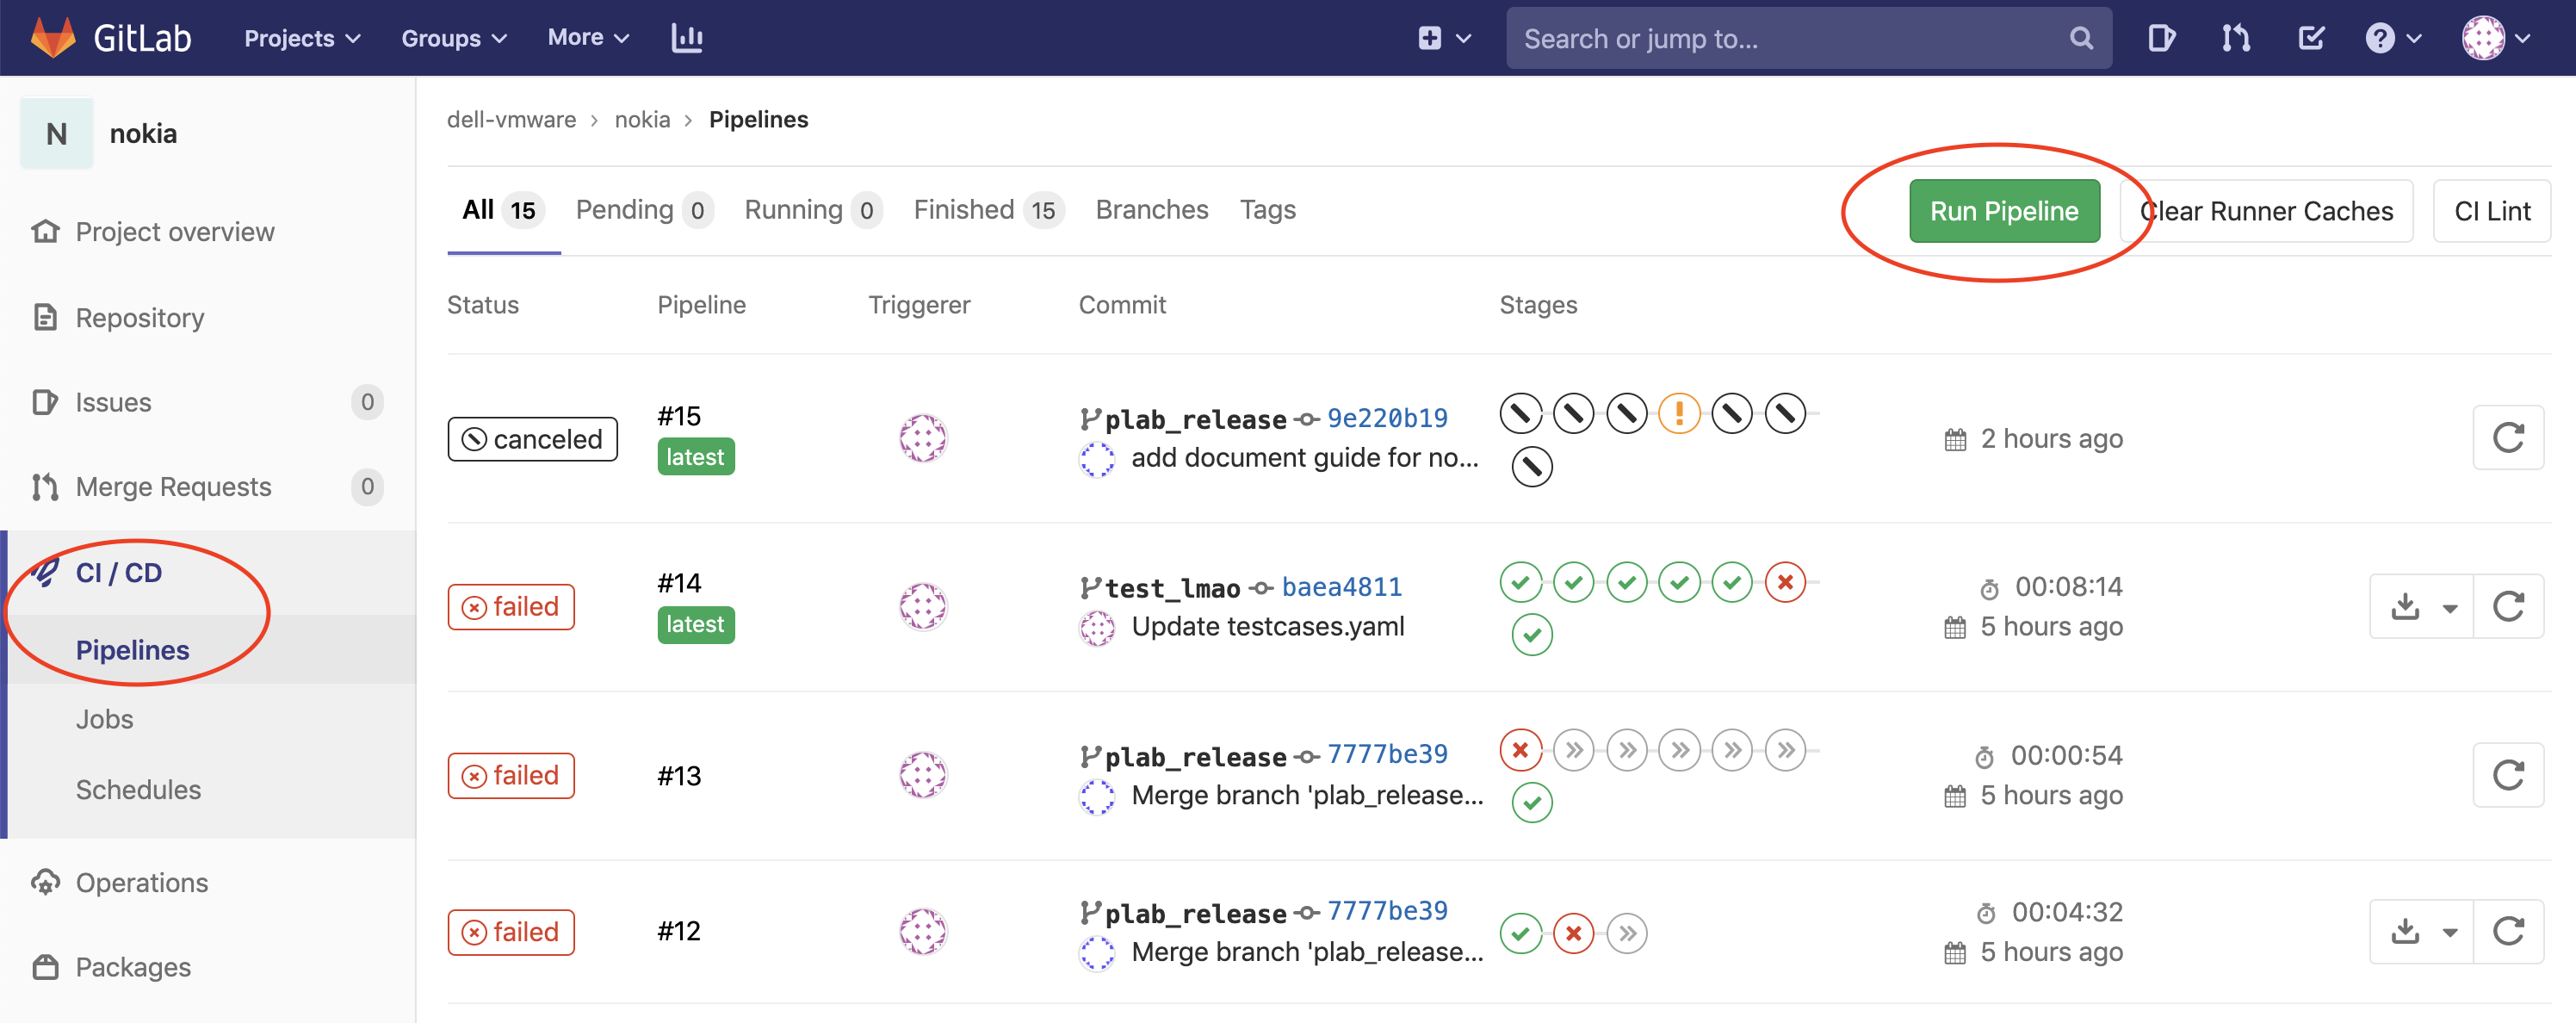 GitLab Projects Groups More Search or jump to... ?
N nokia
dell-vmware › nokia › Pipelines
All 15 Pending 0 Running 0 Finished 15 Branches Tags Run Pipeline Clear Runner Caches CI Lint
Project overview
Repository
Issues 0
Merge Requests 0
CI / CD
Pipelines
Jobs
Schedules
Operations
Packages
Status Pipeline Triggerer Commit Stages
canceled #15 latest plab_release 9e220b19 2 hours ago
add document guide for no...
failed #14 latest test_lmao baea4811 00:08:14
Update testcases.yaml 5 hours ago
failed #13 plab_release 7777be39 00:00:54
Merge branch 'plab_release... 5 hours ago
failed #12 plab_release 7777be39 00:04:32
Merge branch 'plab_release... 5 hours ago